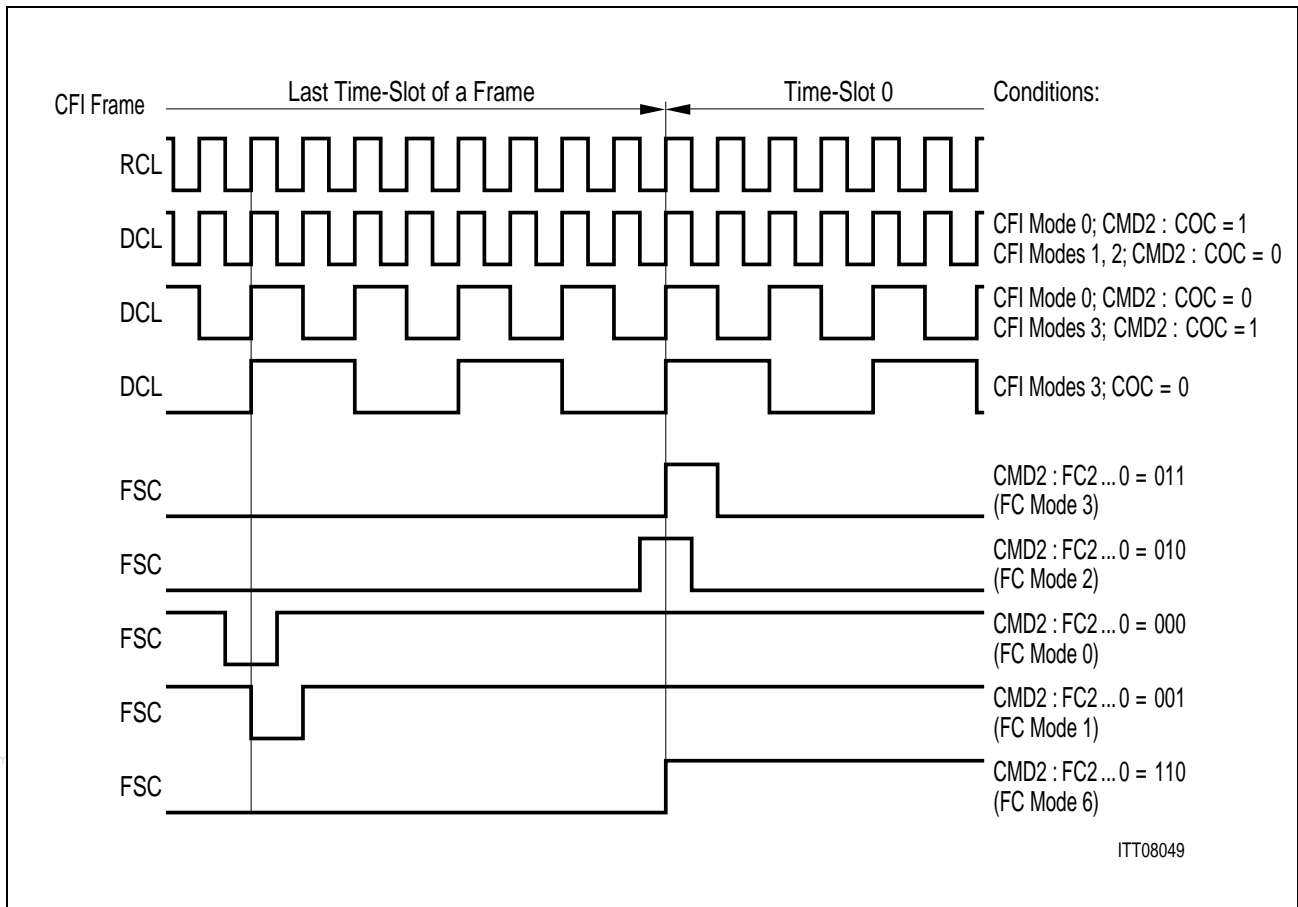 CFI Frame Last Time-Slot of a Frame Time-Slot 0 Conditions:
RCL
DCL CFI Mode 0; CMD2 : COC = 1
CFI Modes 1, 2; CMD2 : COC = 0
DCL CFI Mode 0; CMD2 : COC = 0
CFI Modes 3; CMD2 : COC = 1
DCL CFI Modes 3; COC = 0
FSC CMD2 : FC2 ... 0 = 011
(FC Mode 3)
FSC CMD2 : FC2 ... 0 = 010
(FC Mode 2)
FSC CMD2 : FC2 ... 0 = 000
(FC Mode 0)
FSC CMD2 : FC2 ... 0 = 001
(FC Mode 1)
FSC CMD2 : FC2 ... 0 = 110
(FC Mode 6)
ITT08049